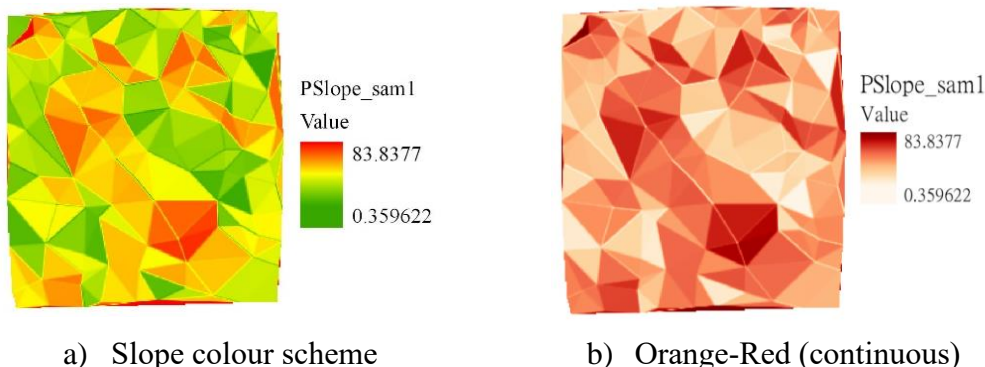 PSlope_sam1
Value
83.8377
0.359622
PSlope_sam1
Value
83.8377
0.359622
a) Slope colour scheme
b) Orange-Red (continuous)